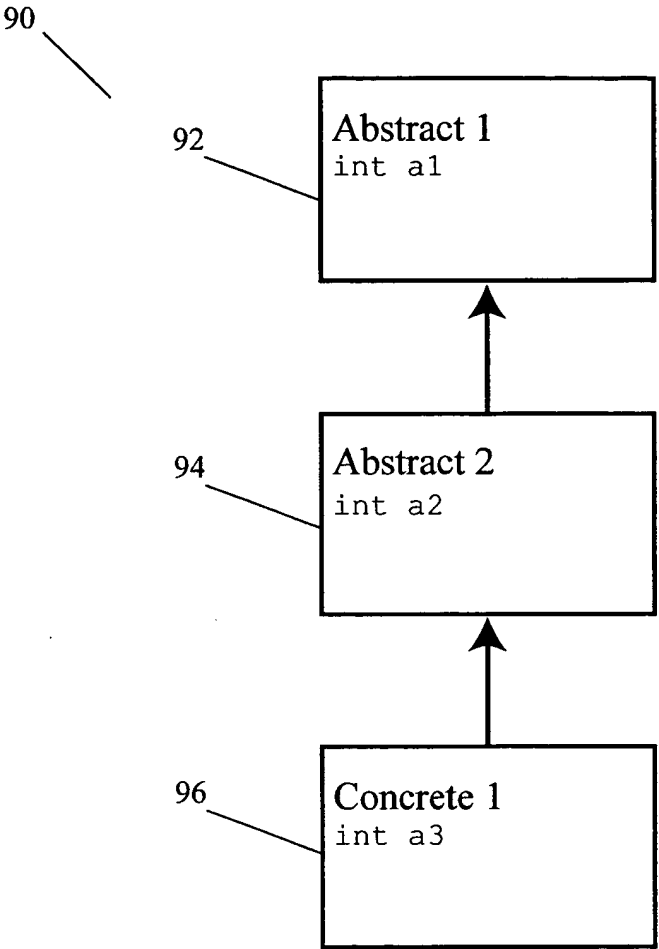 90
92
Abstract 1
int a1
94
Abstract 2
int a2
96
Concrete 1
int a3